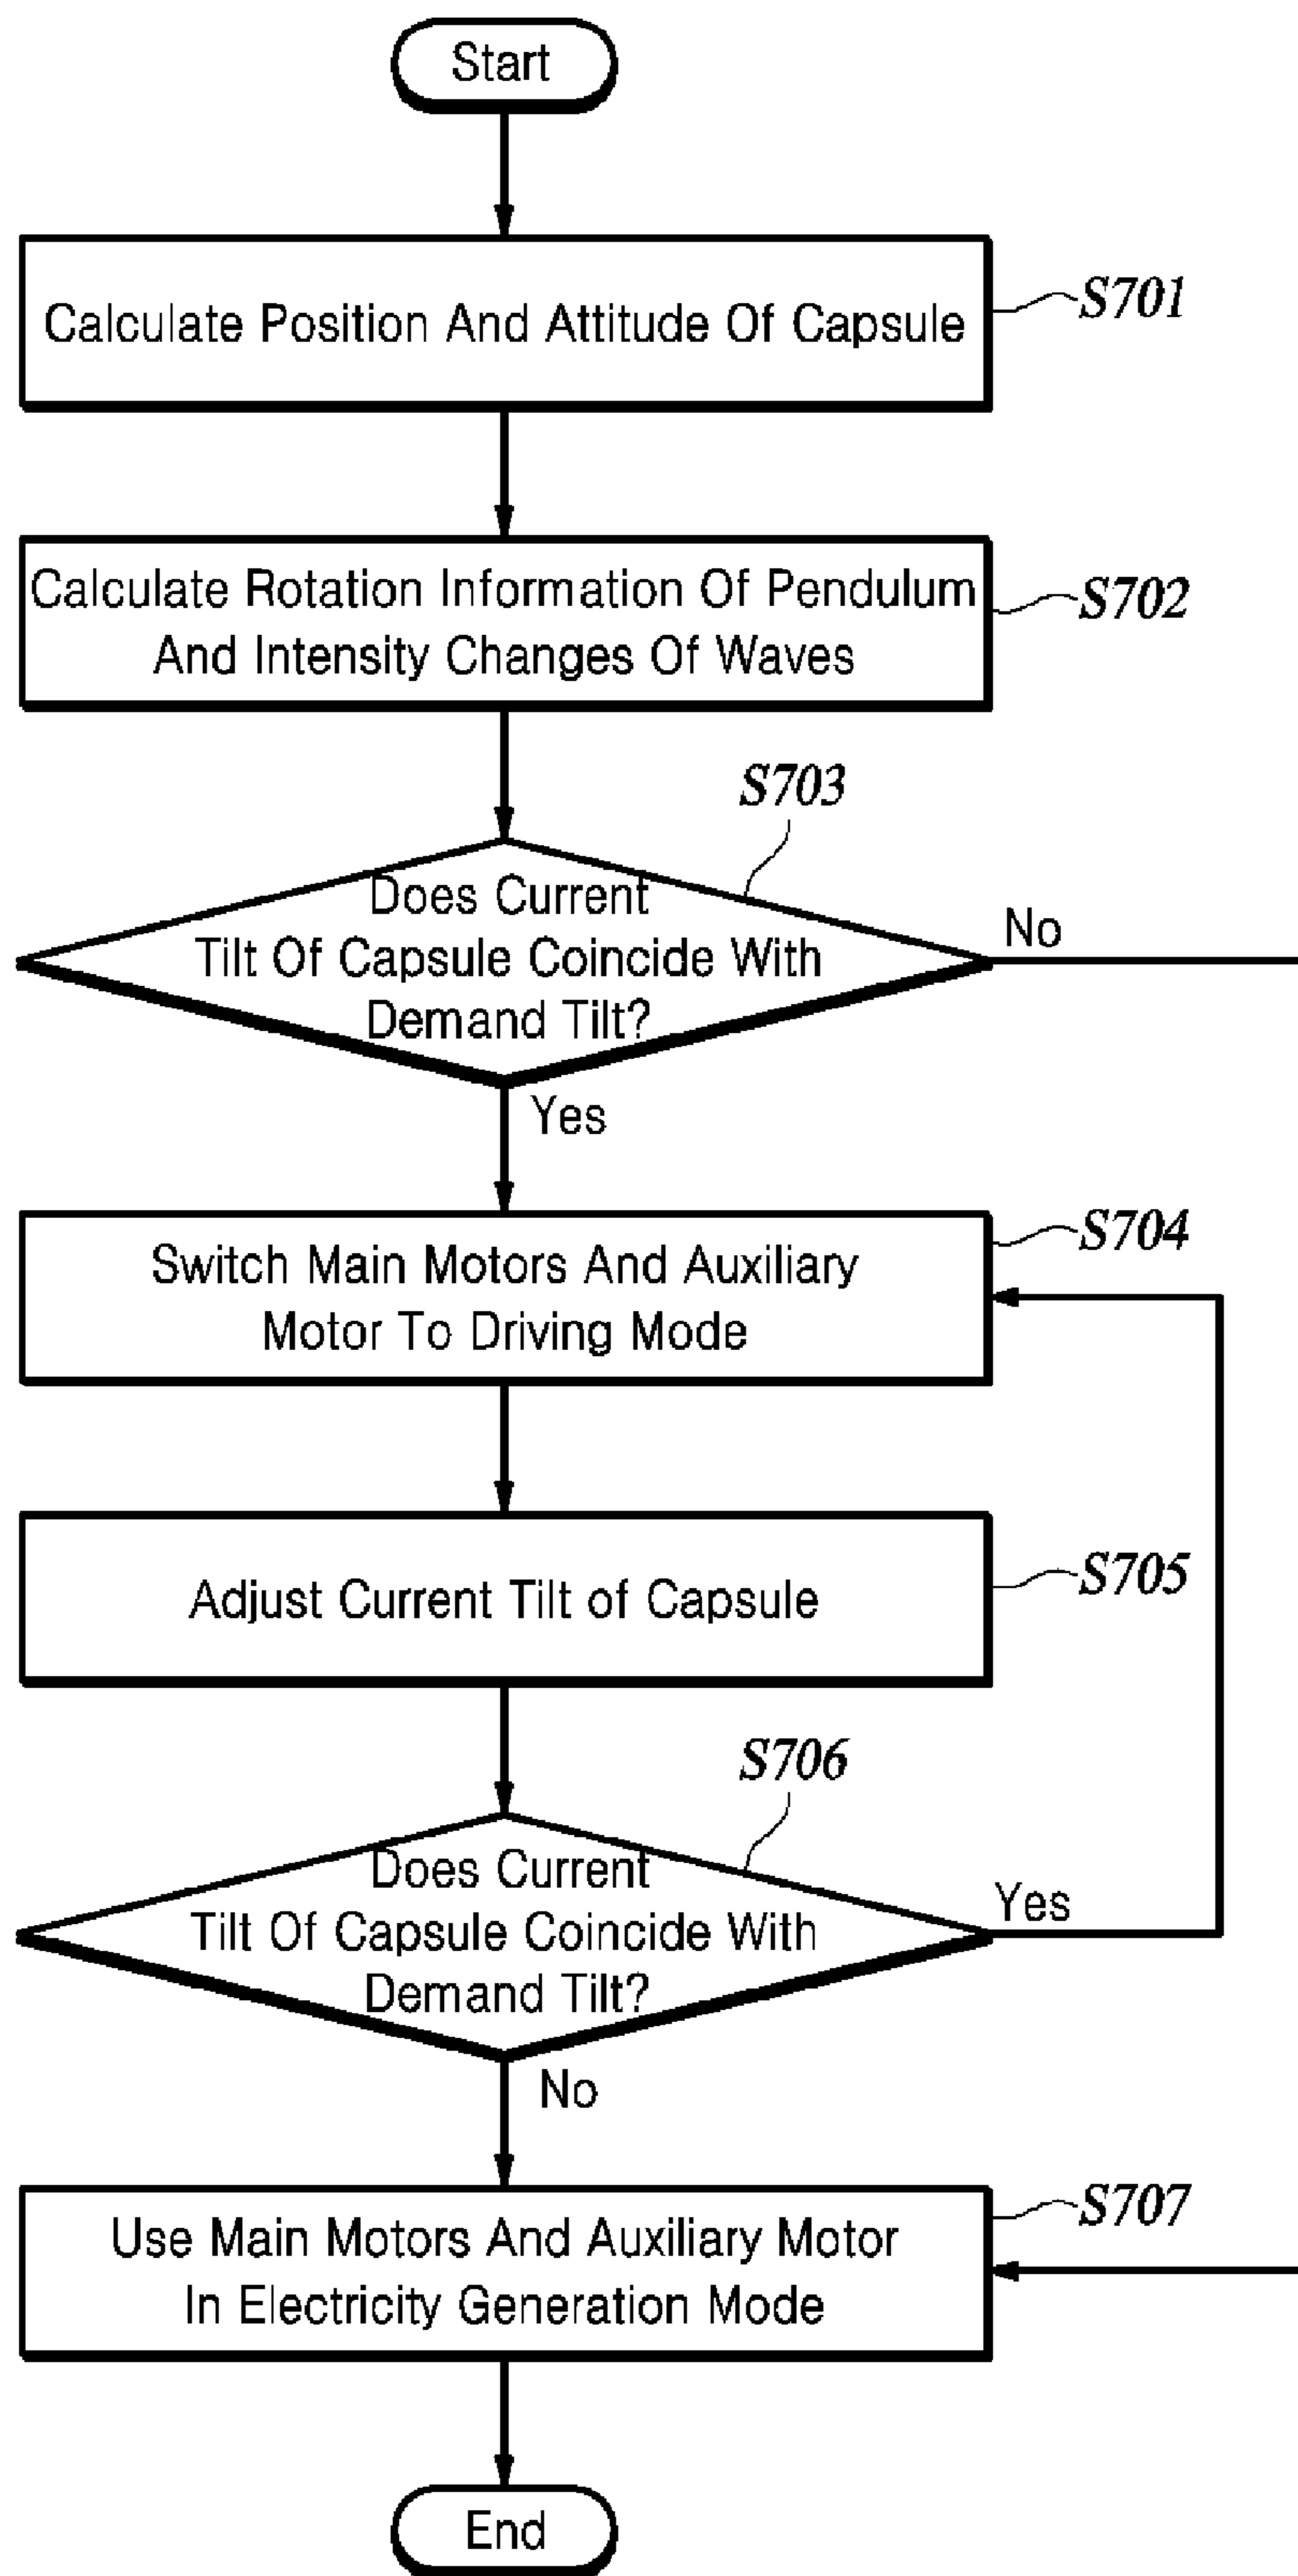 Start
Calculate Position And Attitude Of Capsule
S701
Calculate Rotation Information Of Pendulum
And Intensity Changes Of Waves
S702
S703
Does Current
Tilt Of Capsule Coincide With
Demand Tilt?
No
Yes
Switch Main Motors And Auxiliary
Motor To Driving Mode
S704
Adjust Current Tilt of Capsule
S705
S706
Does Current
Tilt Of Capsule Coincide With
Demand Tilt?
Yes
No
Use Main Motors And Auxiliary Motor
In Electricity Generation Mode
S707
End